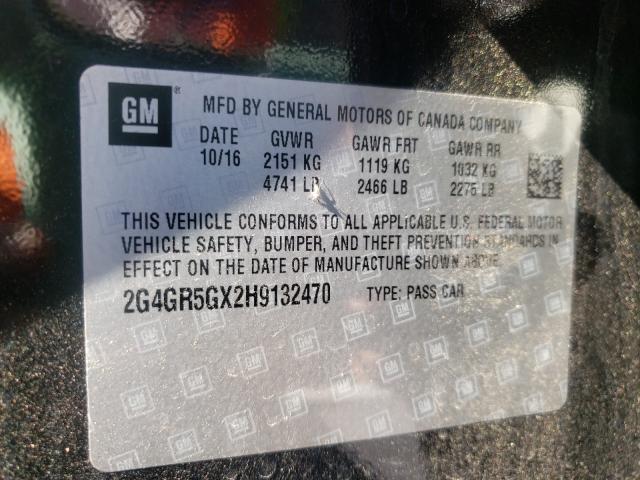 GM ® MFD BY GENERAL MOTORS OF CANADA COMPANY
DATE GVWR GAWR FRT GAWR RR
10/16 2151 KG 1119 KG 1032 KG
4741 LB 2466 LB 2275 LB
THIS VEHICLE CONFORMS TO ALL APPLICABLE U.S. FEDERAL MOTOR
VEHICLE SAFETY, BUMPER, AND THEFT PREVENTION STANDARDS IN
EFFECT ON THE DATE OF MANUFACTURE SHOWN ABOVE.
2G4GR5GX2H9132470 TYPE: PASS CAR